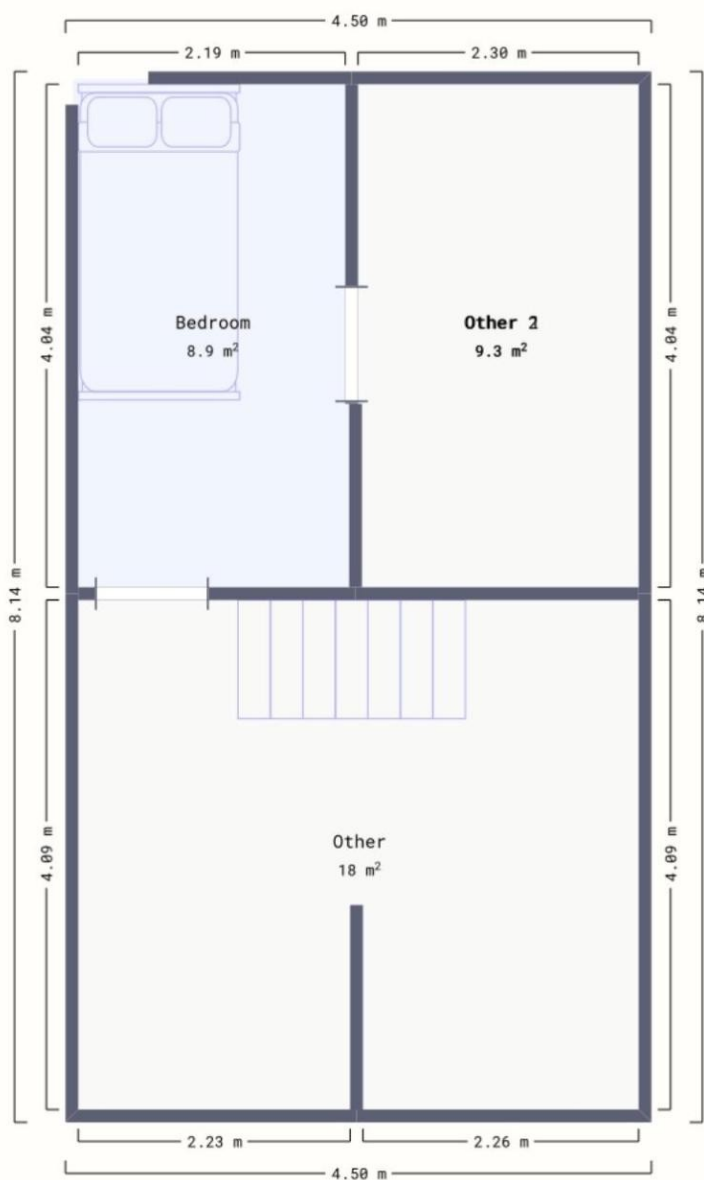 4.50 m
2.19 m
2.30 m
4.04 m
8.14 m
Bedroom
8.9 m²
Other 2
9.3 m²
4.04 m
8.14 m
4.09 m
Other
18 m²
4.09 m
2.23 m
2.26 m
4.50 m